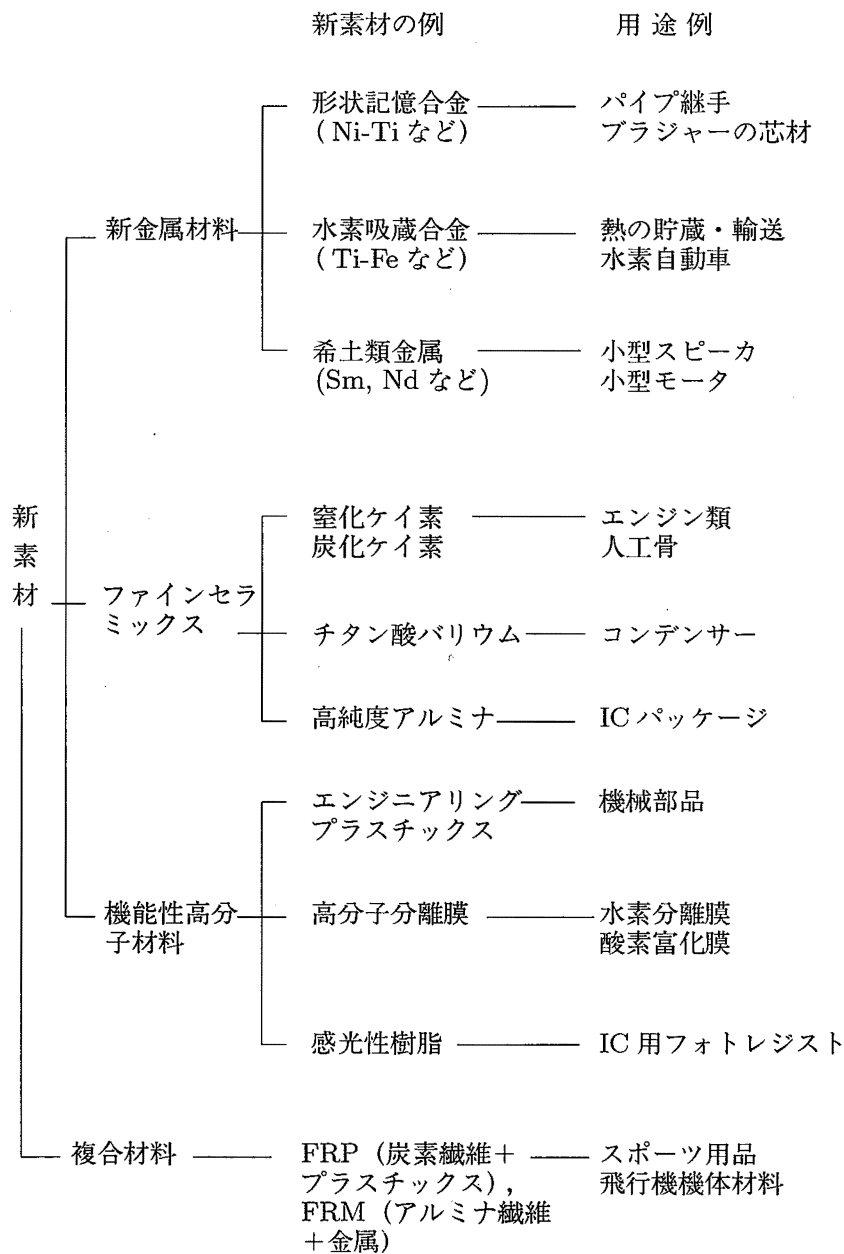 新素材の例 用途例
形状記憶合金 パイプ継手
(Ni-Ti など) ブラジャーの芯材
新金属材料 水素吸蔵合金 熱の貯蔵・輸送
(Ti-Fe など) 水素自動車
希土類金属 小型スピーカ
(Sm, Nd など) 小型モータ
新素材
窒化ケイ素 エンジン類
炭化ケイ素 人工骨
ファインセラ
ミックス チタン酸バリウム コンデンサー
高純度アルミナ IC パッケージ
エンジニアリング 機械部品
プラスチックス
機能性高分 高分子分離膜 水素分離膜
子材料 酸素富化膜
感光性樹脂 IC 用フォトレジスト
複合材料 FRP (炭素繊維+ スポーツ用品
プラスチックス), 飛行機機体材料
FRM (アルミナ繊維
+金属)